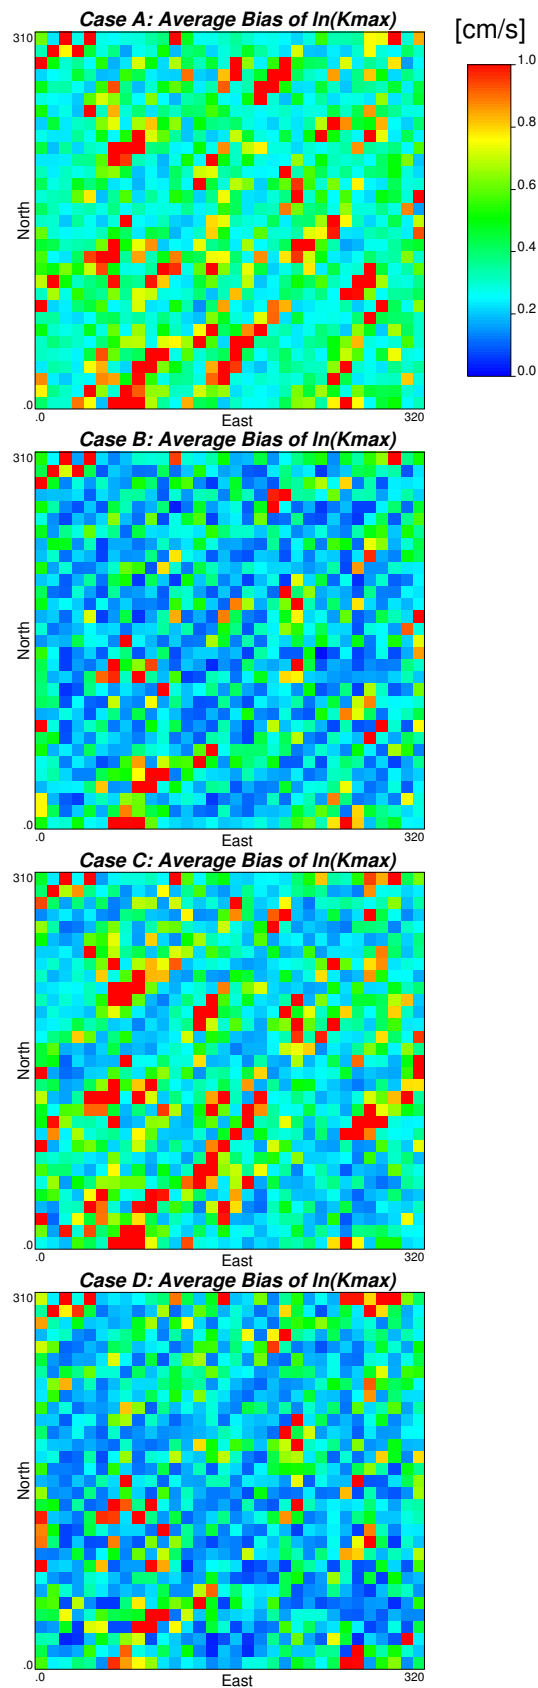 Case A: Average Bias of ln(Kmax)
[cm/s]
310
North
.0
.0
East
320
1.0
0.8
0.6
0.4
0.2
0.0
Case B: Average Bias of ln(Kmax)
310
North
.0
.0
East
320
Case C: Average Bias of ln(Kmax)
310
North
.0
.0
East
320
Case D: Average Bias of ln(Kmax)
310
North
.0
.0
East
320